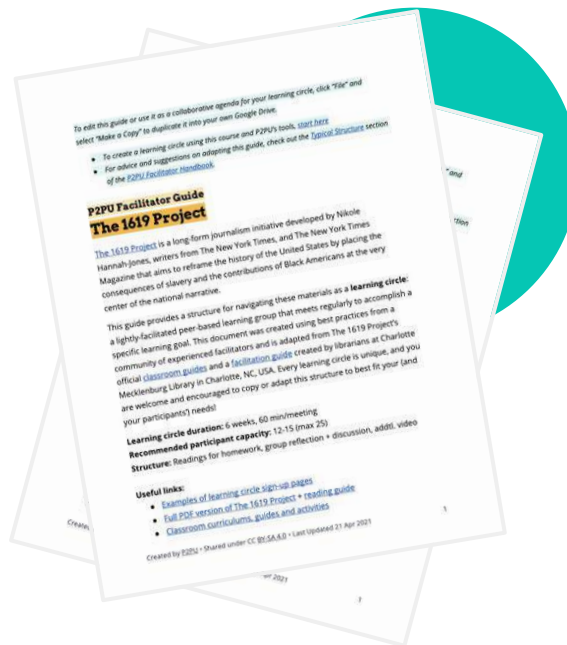 To edit this guide or use it as a collaborative agenda for your learning circle, click "File" and
select "Make a Copy" to duplicate it into your own Google Drive.
• To create a learning circle using this course and P2PU's tools, start here
• For advice and suggestions on adapting this guide, check out the Typical Structure section
of the P2PU Facilitator Handbook.
P2PU Facilitator Guide
The 1619 Project
The 1619 Project is a long-form journalism initiative developed by Nikole
Hannah-Jones, writers from The New York Times, and The New York Times
Magazine that aims to reframe the history of the United States by placing the
consequences of slavery and the contributions of Black Americans at the very
center of the national narrative.
This guide provides a structure for navigating these materials as a learning circle:
a lightly-facilitated peer-based learning group that meets regularly to accomplish a
specific learning goal. This document was created using best practices from a
community of experienced facilitators and is adapted from The 1619 Project's
official classroom guides and a facilitation guide created by librarians at Charlotte
Mecklenburg Library in Charlotte, NC, USA. Every learning circle is unique, and you
are welcome and encouraged to copy or adapt this structure to best fit your (and
your participants') needs!
Learning circle duration: 6 weeks, 60 min/meeting
Recommended participant capacity: 12-15 (max 25)
Structure: Readings for homework, group reflection + discussion, addtl. video
Useful links:
• Examples of learning circle sign-up pages
• Full PDF version of The 1619 Project + reading guide
• Classroom curriculums, guides and activities
Created by P2PU • Shared under CC BY-SA 4.0 • Last Updated 21 Apr 2021
1
" and
ction
Create
2021
3